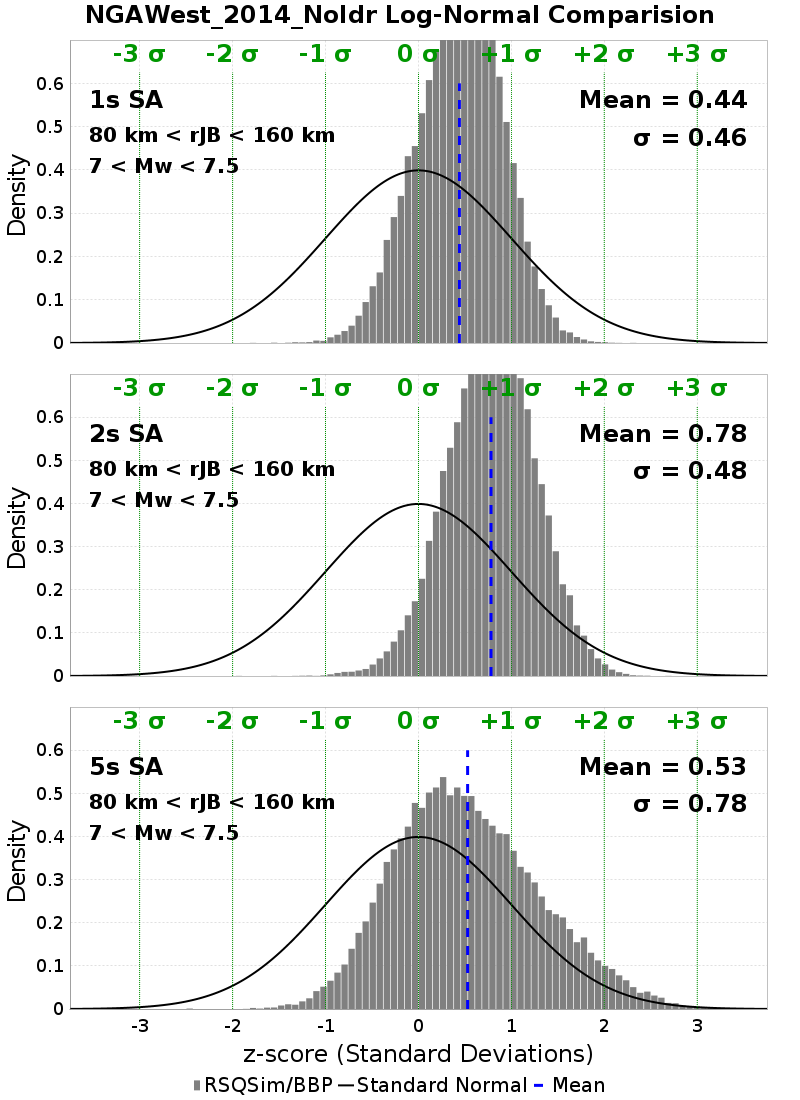 NGAWest_2014_NoIdr Log-Normal Comparision
-3 σ -2 σ -1 σ 0 σ +1 σ +2 σ +3 σ
1s SA Mean = 0.44
80 km < rJB < 160 km σ = 0.46
7 < Mw < 7.5
0.6
0.5
0.4
0.3
0.2
0.1
0
Density
-3 σ -2 σ -1 σ 0 σ +1 σ +2 σ +3 σ
2s SA Mean = 0.78
80 km < rJB < 160 km σ = 0.48
7 < Mw < 7.5
0.6
0.5
0.4
0.3
0.2
0.1
0
Density
-3 σ -2 σ -1 σ 0 σ +1 σ +2 σ +3 σ
5s SA Mean = 0.53
80 km < rJB < 160 km σ = 0.78
7 < Mw < 7.5
0.6
0.5
0.4
0.3
0.2
0.1
0
Density
-3 -2 -1 0 1 2 3
z-score (Standard Deviations)
RSQSim/BBP Standard Normal Mean